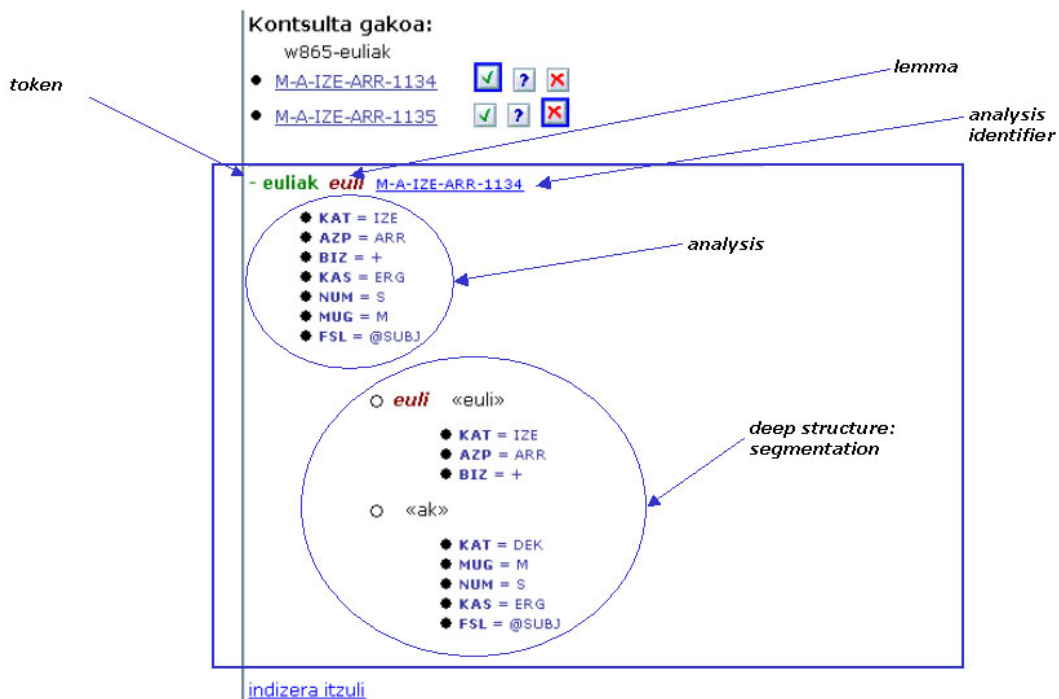 Kontsulta gakoa:
w865-euliak
token
M-A-IZE-ARR-1134 ?
lemma
M-A-IZE-ARR-1135 ?
analysis
identifier
- euliak euli M-A-IZE-ARR-1134
KAT = IZE
AZP = ARR
BIZ = +
KAS = ERG
NUM = S
MUG = M
FSL = @SUBJ
analysis
euli «euli»
KAT = IZE
AZP = ARR
BIZ = +
deep structure:
segmentation
«ak»
KAT = DEK
MUG = M
NUM = S
KAS = ERG
FSL = @SUBJ
indizera itzuli